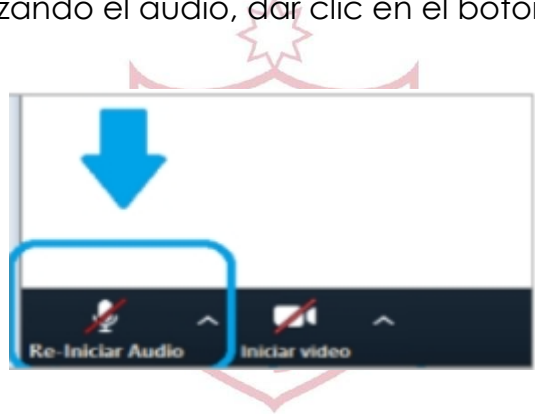 zando el audio, dar clic en el botón
Re-Iniciar Audio
Iniciar video